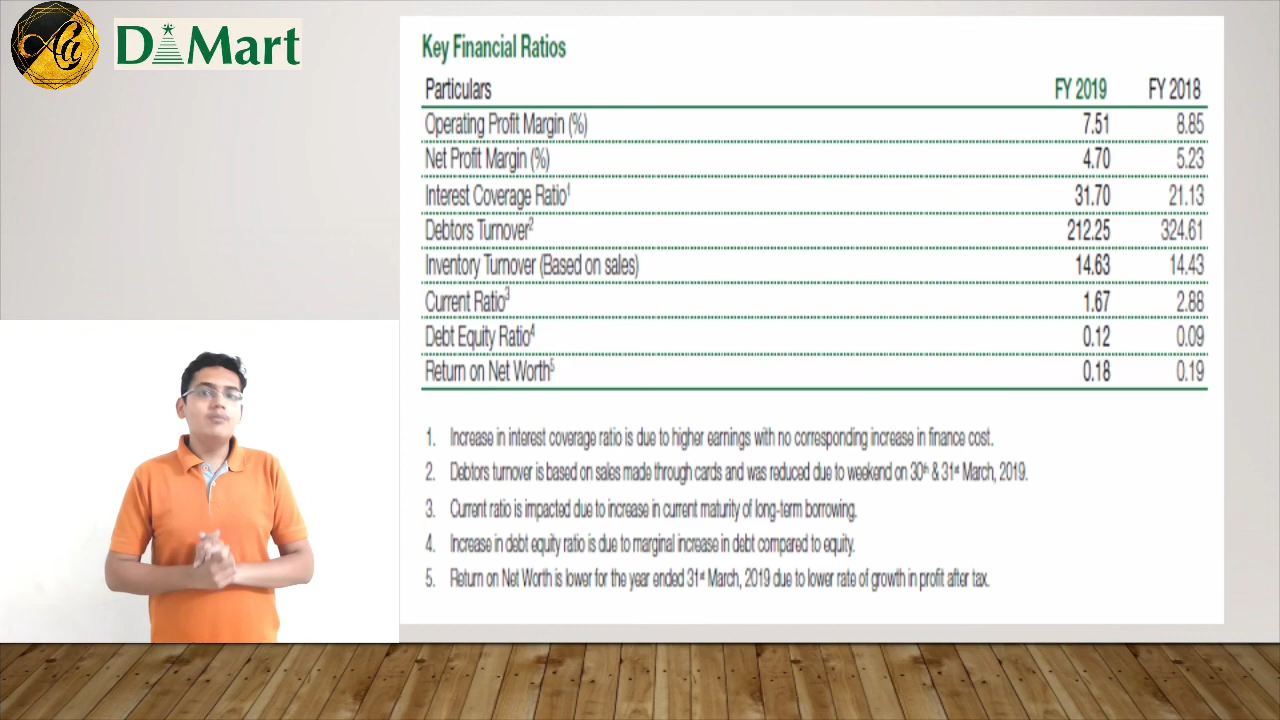 D Mart
Key Financial Ratios
Particulars FY 2019 FY 2018
Operating Profit Margin (%) 7.51 8.85
Net Profit Margin (%) 4.70 5.23
Interest Coverage Ratio¹ 31.70 21.13
Debtors Turnover² 212.25 324.61
Inventory Turnover (Based on sales) 14.63 14.43
Current Ratio³ 1.67 2.88
Debt Equity Ratio⁴ 0.12 0.09
Return on Net Worth⁵ 0.18 0.19
1. Increase in interest coverage ratio is due to higher earnings with no corresponding increase in finance cost.
2. Debtors turnover is based on sales made through cards and was reduced due to weekend on 30th & 31st March, 2019.
3. Current ratio is impacted due to increase in current maturity of long-term borrowing.
4. Increase in debt equity ratio is due to marginal increase in debt compared to equity.
5. Return on Net Worth is lower for the year ended 31st March, 2019 due to lower rate of growth in profit after tax.